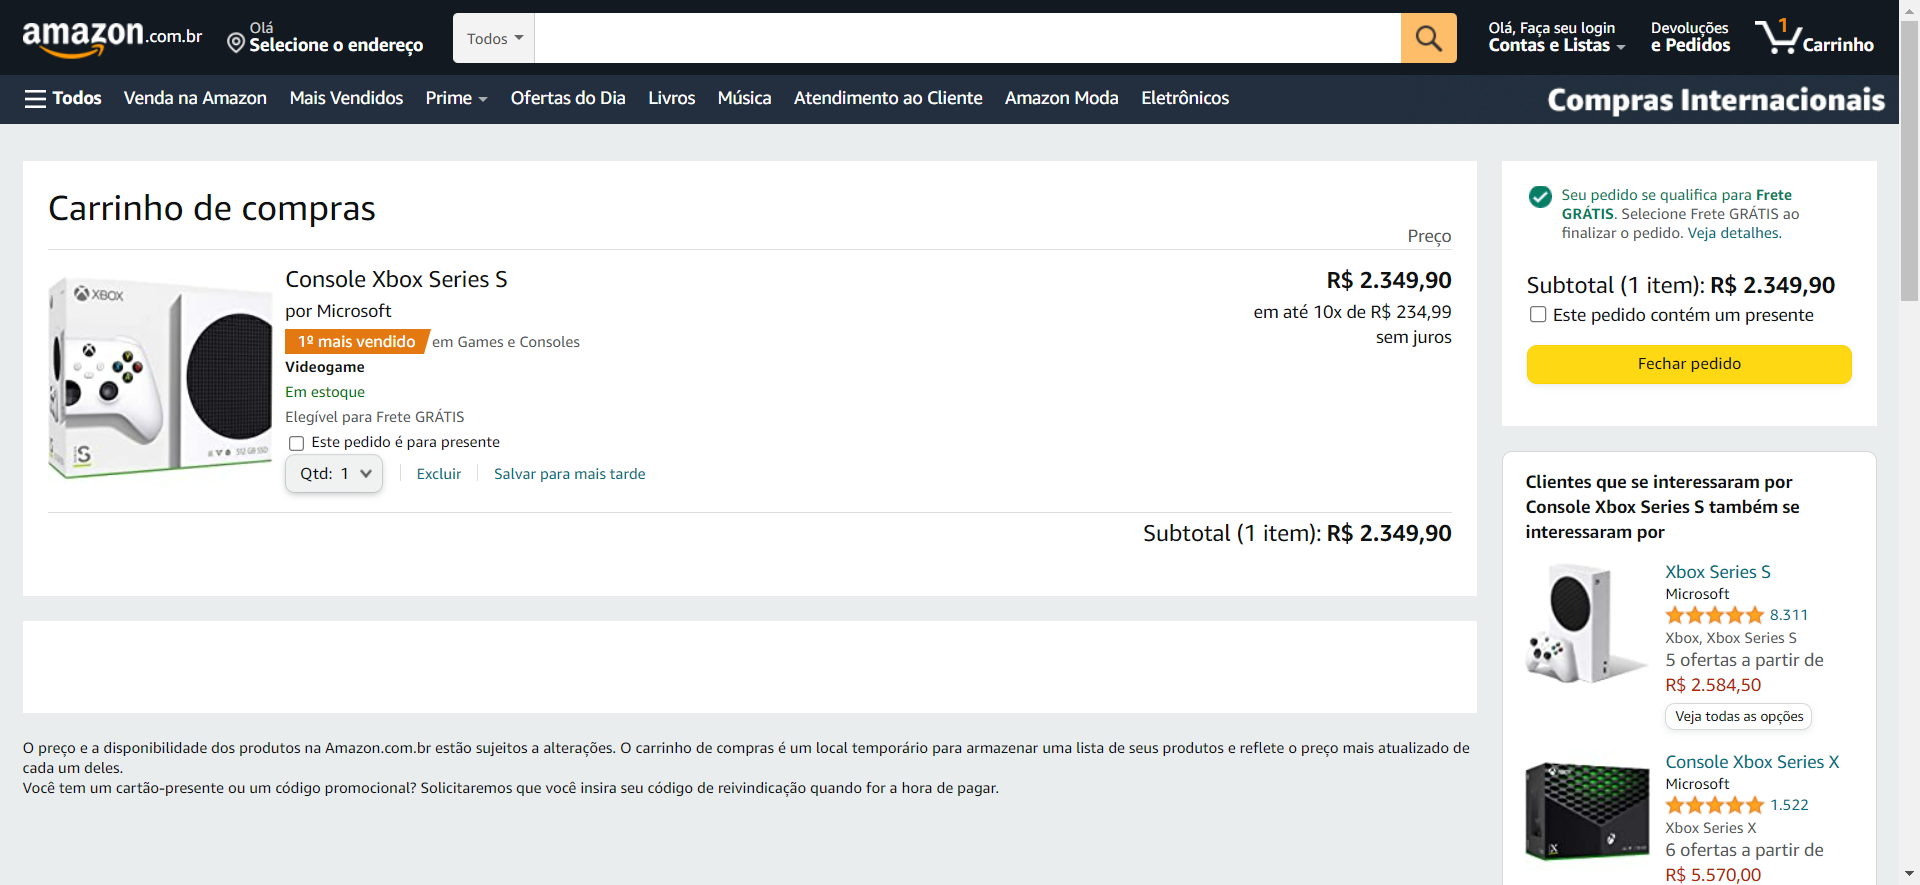 amazon.com.br
Olá
Selecione o endereço
Todos
Olá, Faça seu login
Contas e Listas
Devoluções
e Pedidos
1
Carrinho
Todos
Venda na Amazon
Mais Vendidos
Prime
Ofertas do Dia
Livros
Música
Atendimento ao Cliente
Amazon Moda
Eletrônicos
Compras Internacionais
Carrinho de compras
Preço
XBOX
S
512 GB SSD
Console Xbox Series S
por Microsoft
1º mais vendido em Games e Consoles
Videogame
Em estoque
Elegível para Frete GRÁTIS
Este pedido é para presente
Qtd: 1
Excluir
Salvar para mais tarde
R$ 2.349,90
em até 10x de R$ 234,99
sem juros
Subtotal (1 item): R$ 2.349,90
O preço e a disponibilidade dos produtos na Amazon.com.br estão sujeitos a alterações. O carrinho de compras é um local temporário para armazenar uma lista de seus produtos e reflete o preço mais atualizado de
cada um deles.
Você tem um cartão-presente ou um código promocional? Solicitaremos que você insira seu código de reivindicação quando for a hora de pagar.
Seu pedido se qualifica para Frete
GRÁTIS. Selecione Frete GRÁTIS ao
finalizar o pedido. Veja detalhes.
Subtotal (1 item): R$ 2.349,90
Este pedido contém um presente
Fechar pedido
Clientes que se interessaram por
Console Xbox Series S também se
interessaram por
Xbox Series S
Microsoft
8.311
Xbox, Xbox Series S
5 ofertas a partir de
R$ 2.584,50
Veja todas as opções
Console Xbox Series X
Microsoft
1.522
Xbox Series X
6 ofertas a partir de
R$ 5.570,00